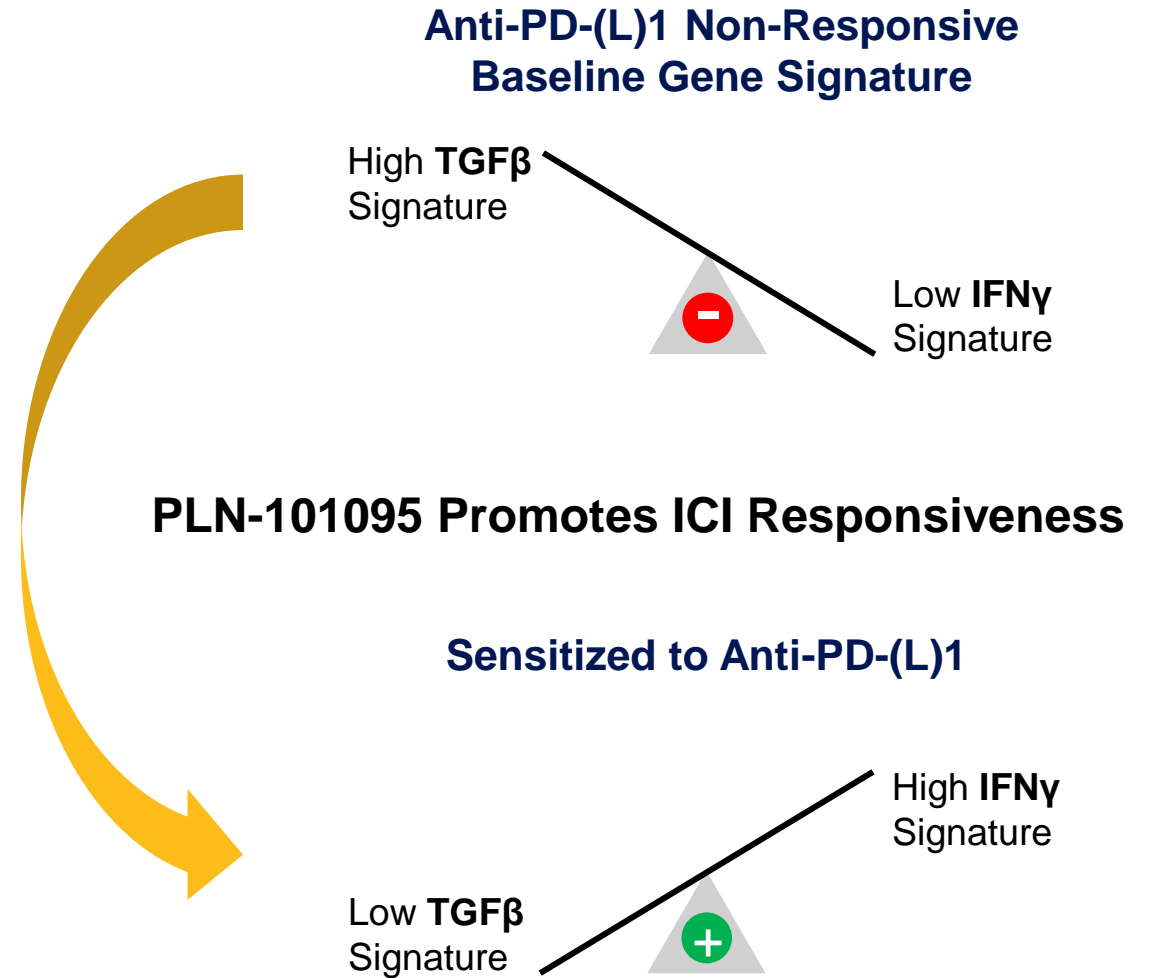 Anti-PD-(L)1 Non-Responsive
Baseline Gene Signature
High TGFβ
Signature
Low IFNγ
Signature
-
PLN-101095 Promotes ICI Responsiveness
Sensitized to Anti-PD-(L)1
High IFNγ
Signature
Low TGFβ
Signature
+